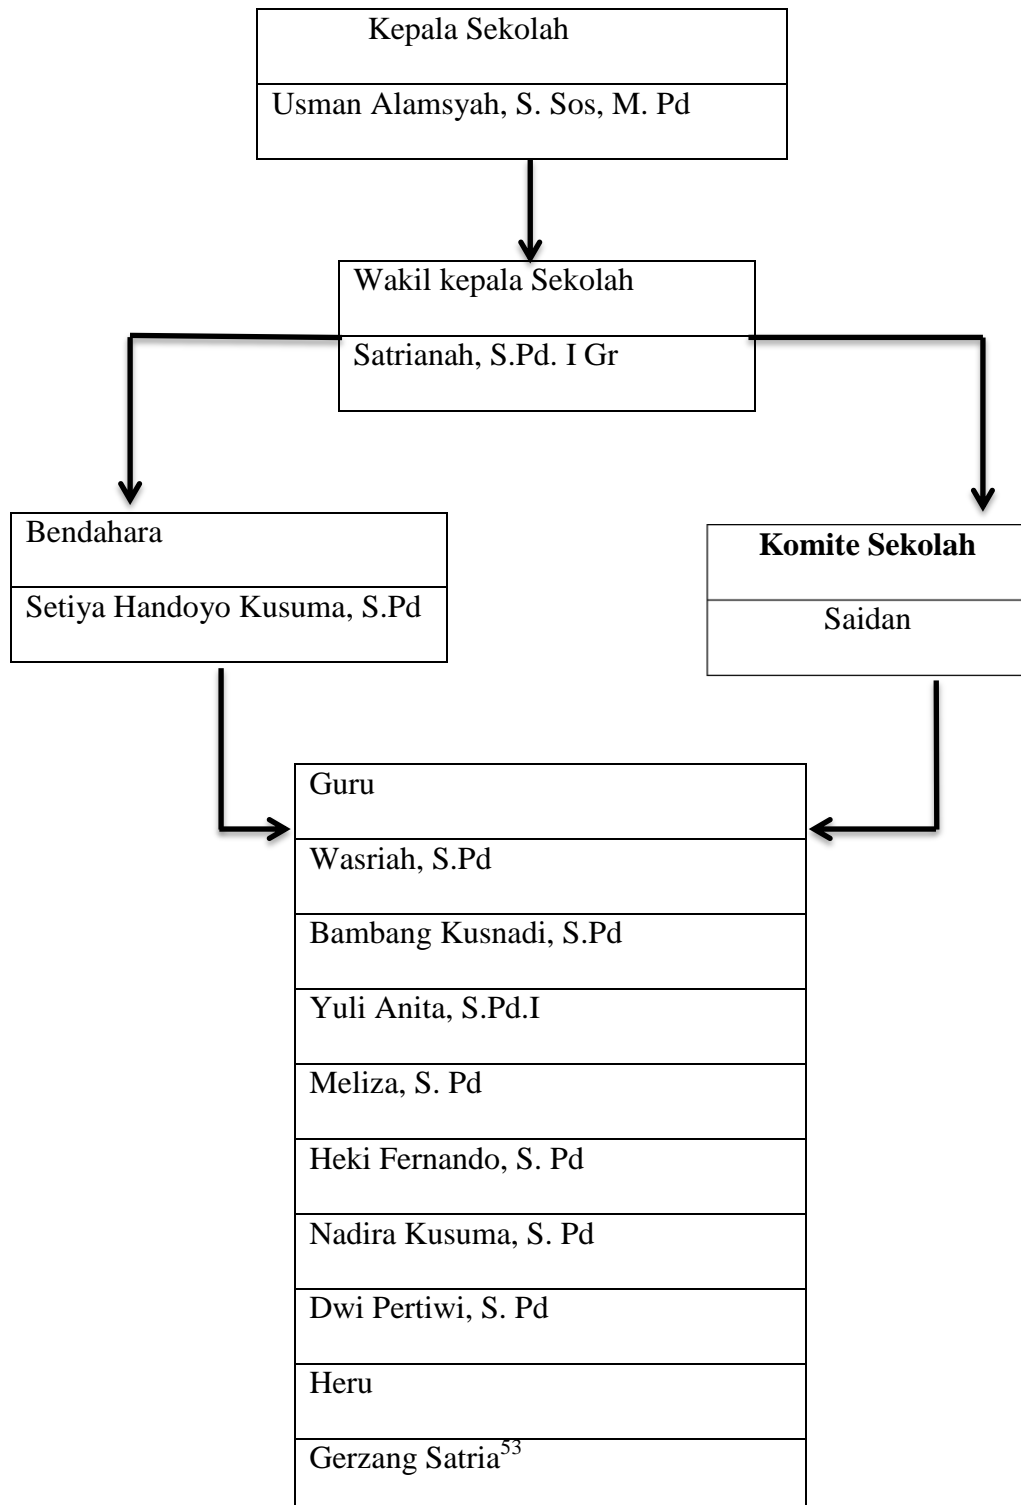 Kepala Sekolah
Usman Alamsyah, S. Sos, M. Pd
Wakil kepala Sekolah
Satrianah, S.Pd. I Gr
Bendahara
Setiya Handoyo Kusuma, S.Pd
Komite Sekolah
Saidan
Guru
Wasriah, S.Pd
Bambang Kusnadi, S.Pd
Yuli Anita, S.Pd.I
Meliza, S. Pd
Heki Fernando, S. Pd
Nadira Kusuma, S. Pd
Dwi Pertiwi, S. Pd
Heru
Gerzang Satria⁵³